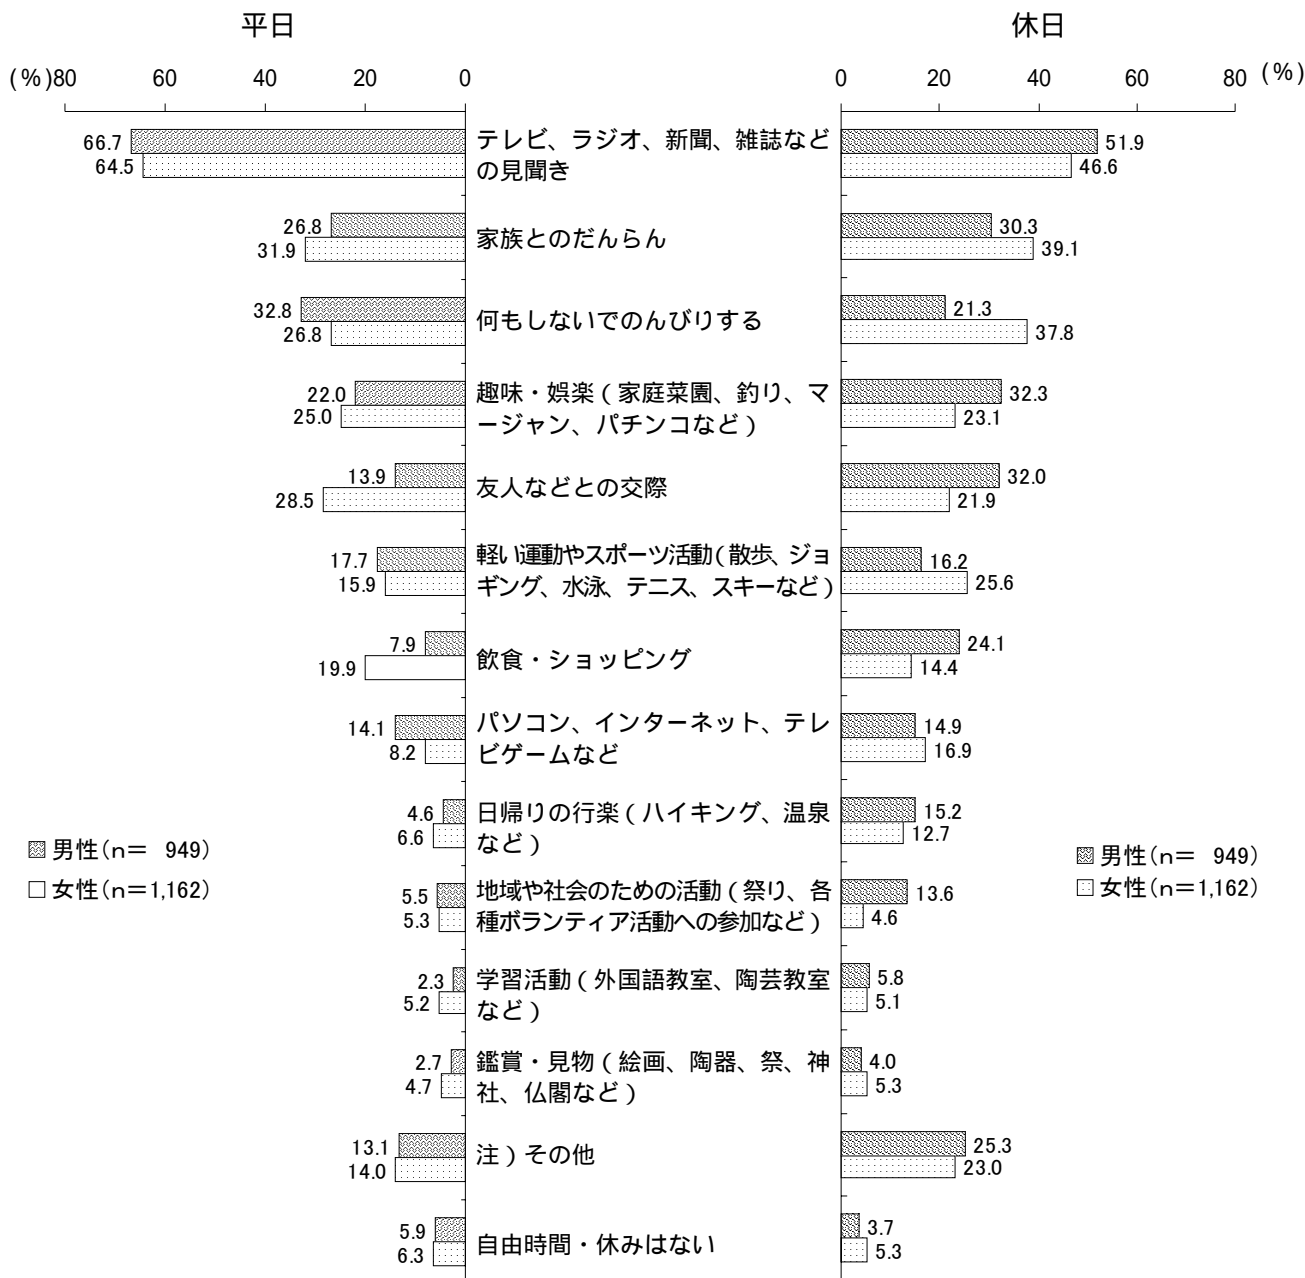 平日
休日
(%)80 60 40 20 0
0 20 40 60 80 (%)
66.7
64.5
テレビ、ラジオ、新聞、雑誌など
の見聞き
51.9
46.6
26.8
31.9
家族とのだんらん
30.3
39.1
32.8
26.8
何もしないでのんびりする
21.3
37.8
22.0
25.0
趣味・娯楽(家庭菜園、釣り、マ
ージャン、パチンコなど)
32.3
23.1
13.9
28.5
友人などとの交際
32.0
21.9
17.7
15.9
軽い運動やスポーツ活動(散歩、ジョ
ギング、水泳、テニス、スキーなど)
16.2
25.6
7.9
19.9
飲食・ショッピング
24.1
14.4
14.1
8.2
パソコン、インターネット、テレ
ビゲームなど
14.9
16.9
4.6
6.6
日帰りの行楽(ハイキング、温泉
など)
15.2
12.7
男性(n= 949)
女性(n=1,162)
男性(n= 949)
女性(n=1,162)
5.5
5.3
地域や社会のための活動(祭り、各
種ボランティア活動への参加など)
13.6
4.6
2.3
5.2
学習活動(外国語教室、陶芸教室
など)
5.8
5.1
2.7
4.7
鑑賞・見物(絵画、陶器、祭、神
社、仏閣など)
4.0
5.3
13.1
14.0
注)その他
25.3
23.0
5.9
6.3
自由時間・休みはない
3.7
5.3